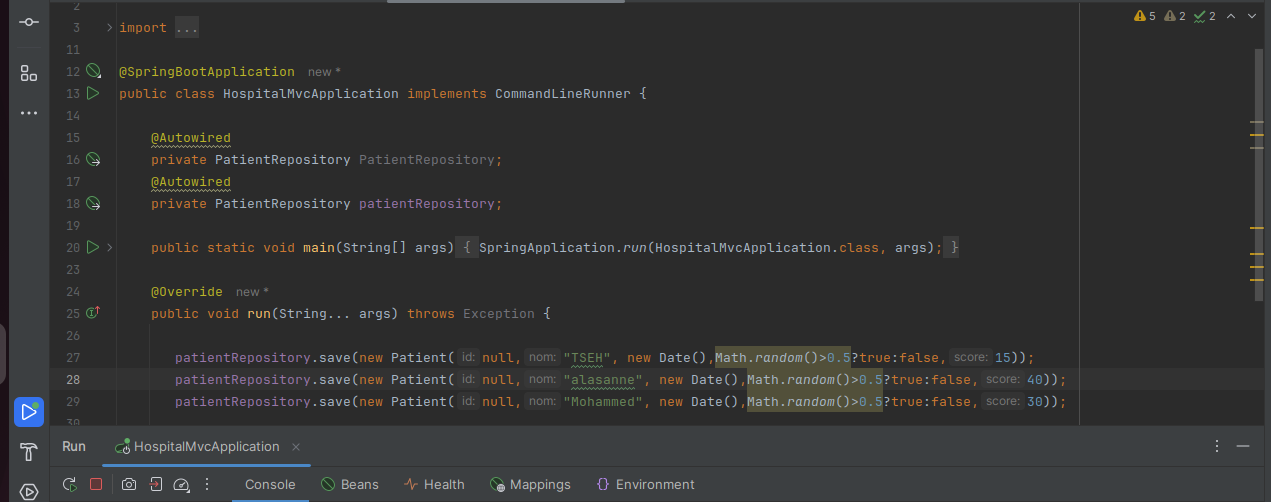 2
5 2 2
3 import ...
11
12 @SpringBootApplication new *
13 public class HospitalMvcApplication implements CommandLineRunner {
14
15 @Autowired
16 private PatientRepository PatientRepository;
17 @Autowired
18 private PatientRepository patientRepository;
19
20 public static void main(String[] args) { SpringApplication.run(HospitalMvcApplication.class, args); }
23
24 @Override new *
25 public void run(String... args) throws Exception {
26
27 patientRepository.save(new Patient( id: null, nom: "TSEH", new Date(),Math.random()>0.5?true:false, score: 15));
28 patientRepository.save(new Patient( id: null, nom: "alasanne", new Date(),Math.random()>0.5?true:false, score: 40));
29 patientRepository.save(new Patient( id: null, nom: "Mohammed", new Date(),Math.random()>0.5?true:false, score: 30));
30
Run HospitalMvcApplication
Console Beans Health Mappings Environment